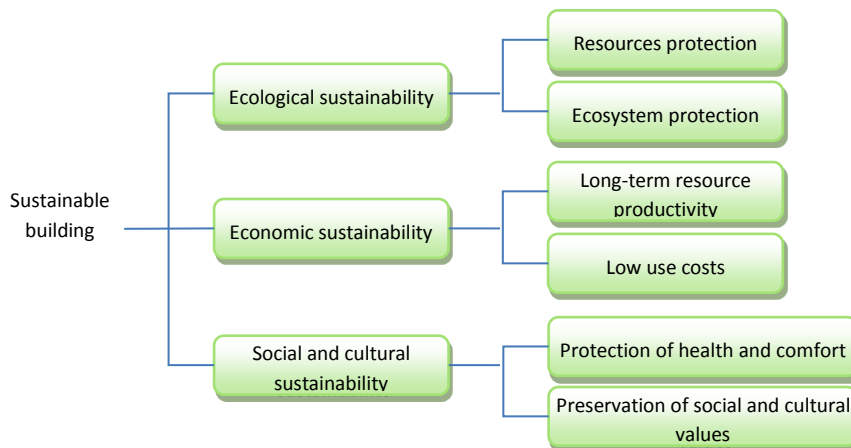 Sustainable
building
Ecological sustainability
Resources protection
Ecosystem protection
Economic sustainability
Long-term resource
productivity
Low use costs
Social and cultural
sustainability
Protection of health and comfort
Preservation of social and cultural
values